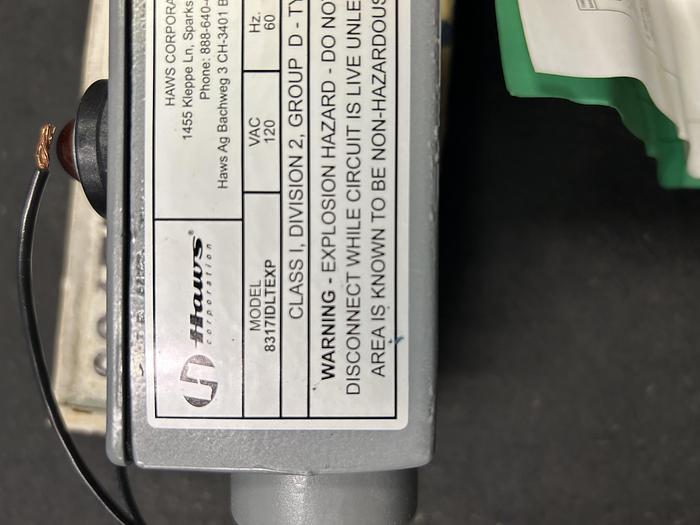 HAWS CORPORA
1455 Kleppe Ln, Sparks
Phone: 888-640-
Haws Ag Bachweg 3 CH-3401 B
Haws®
corporation
MODEL
8317IDLTEXP
VAC
120
Hz.
60
CLASS I, DIVISION 2, GROUP D - TY
WARNING - EXPLOSION HAZARD - DO NO
DISCONNECT WHILE CIRCUIT IS LIVE UNLE
AREA IS KNOWN TO BE NON-HAZARDOUS